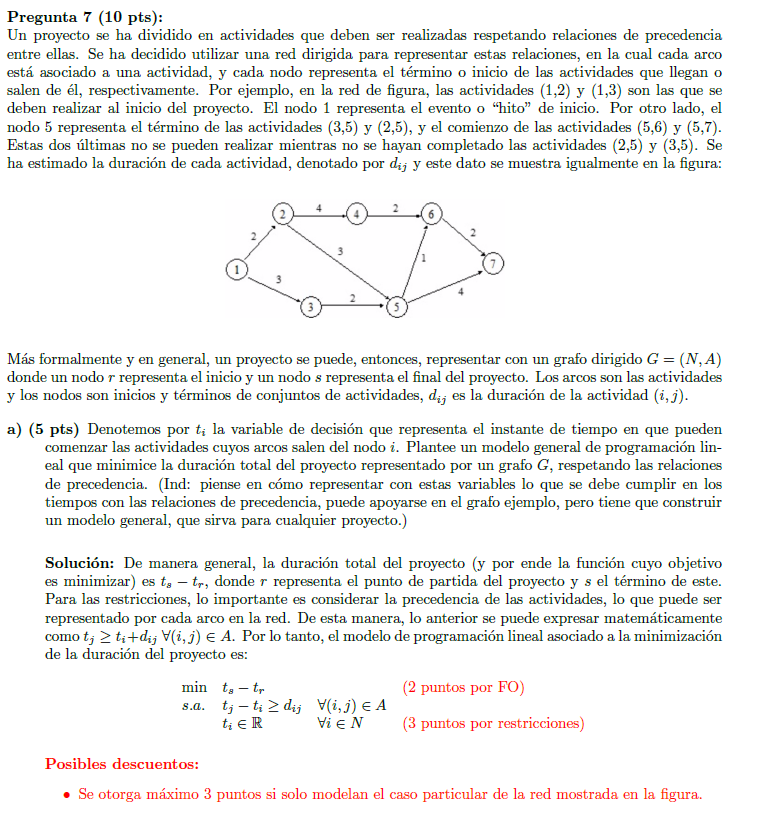 Pregunta 7 (10 pts):
Un proyecto se ha dividido en actividades que deben ser realizadas respetando relaciones de precedencia
entre ellas. Se ha decidido utilizar una red dirigida para representar estas relaciones, en la cual cada arco
está asociado a una actividad, y cada nodo representa el término o inicio de las actividades que llegan o
salen de él, respectivamente. Por ejemplo, en la red de figura, las actividades (1,2) y (1,3) son las que se
deben realizar al inicio del proyecto. El nodo 1 representa el evento o “hito” de inicio. Por otro lado, el
nodo 5 representa el término de las actividades (3,5) y (2,5), y el comienzo de las actividades (5,6) y (5,7).
Estas dos últimas no se pueden realizar mientras no se hayan completado las actividades (2,5) y (3,5). Se
ha estimado la duración de cada actividad, denotado por d_{ij} y este dato se muestra igualmente en la figura:
2 4 4 2 6
2 3 2
1 1 7
3 2 4
3 5
Más formalmente y en general, un proyecto se puede, entonces, representar con un grafo dirigido G = (N, A)
donde un nodo r representa el inicio y un nodo s representa el final del proyecto. Los arcos son las actividades
y los nodos son inicios y términos de conjuntos de actividades, d_{ij} es la duración de la actividad (i, j).
a) (5 pts) Denotemos por t_i la variable de decisión que representa el instante de tiempo en que pueden
comenzar las actividades cuyos arcos salen del nodo i. Plantee un modelo general de programación lin-
eal que minimice la duración total del proyecto representado por un grafo G, respetando las relaciones
de precedencia. (Ind: piense en cómo representar con estas variables lo que se debe cumplir en los
tiempos con las relaciones de precedencia, puede apoyarse en el grafo ejemplo, pero tiene que construir
un modelo general, que sirva para cualquier proyecto.)
Solución: De manera general, la duración total del proyecto (y por ende la función cuyo objetivo
es minimizar) es t_s − t_r, donde r representa el punto de partida del proyecto y s el término de este.
Para las restricciones, lo importante es considerar la precedencia de las actividades, lo que puede ser
representado por cada arco en la red. De esta manera, lo anterior se puede expresar matemáticamente
como t_j ≥ t_i+d_{ij} ∀(i, j) ∈ A. Por lo tanto, el modelo de programación lineal asociado a la minimización
de la duración del proyecto es:
min t_s − t_r (2 puntos por FO)
s.a. t_j − t_i ≥ d_{ij} ∀(i, j) ∈ A
t_i ∈ ℝ ∀i ∈ N (3 puntos por restricciones)
Posibles descuentos:
• Se otorga máximo 3 puntos si solo modelan el caso particular de la red mostrada en la figura.